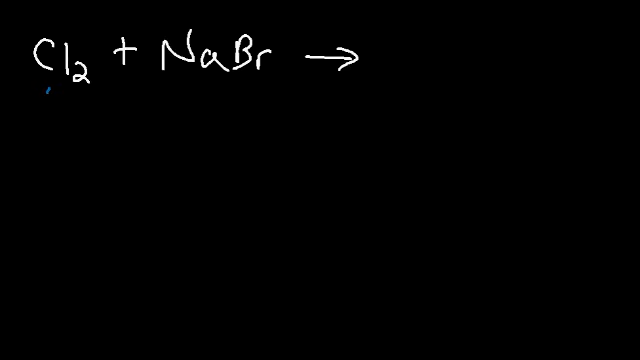 Cl₂ + NaBr →